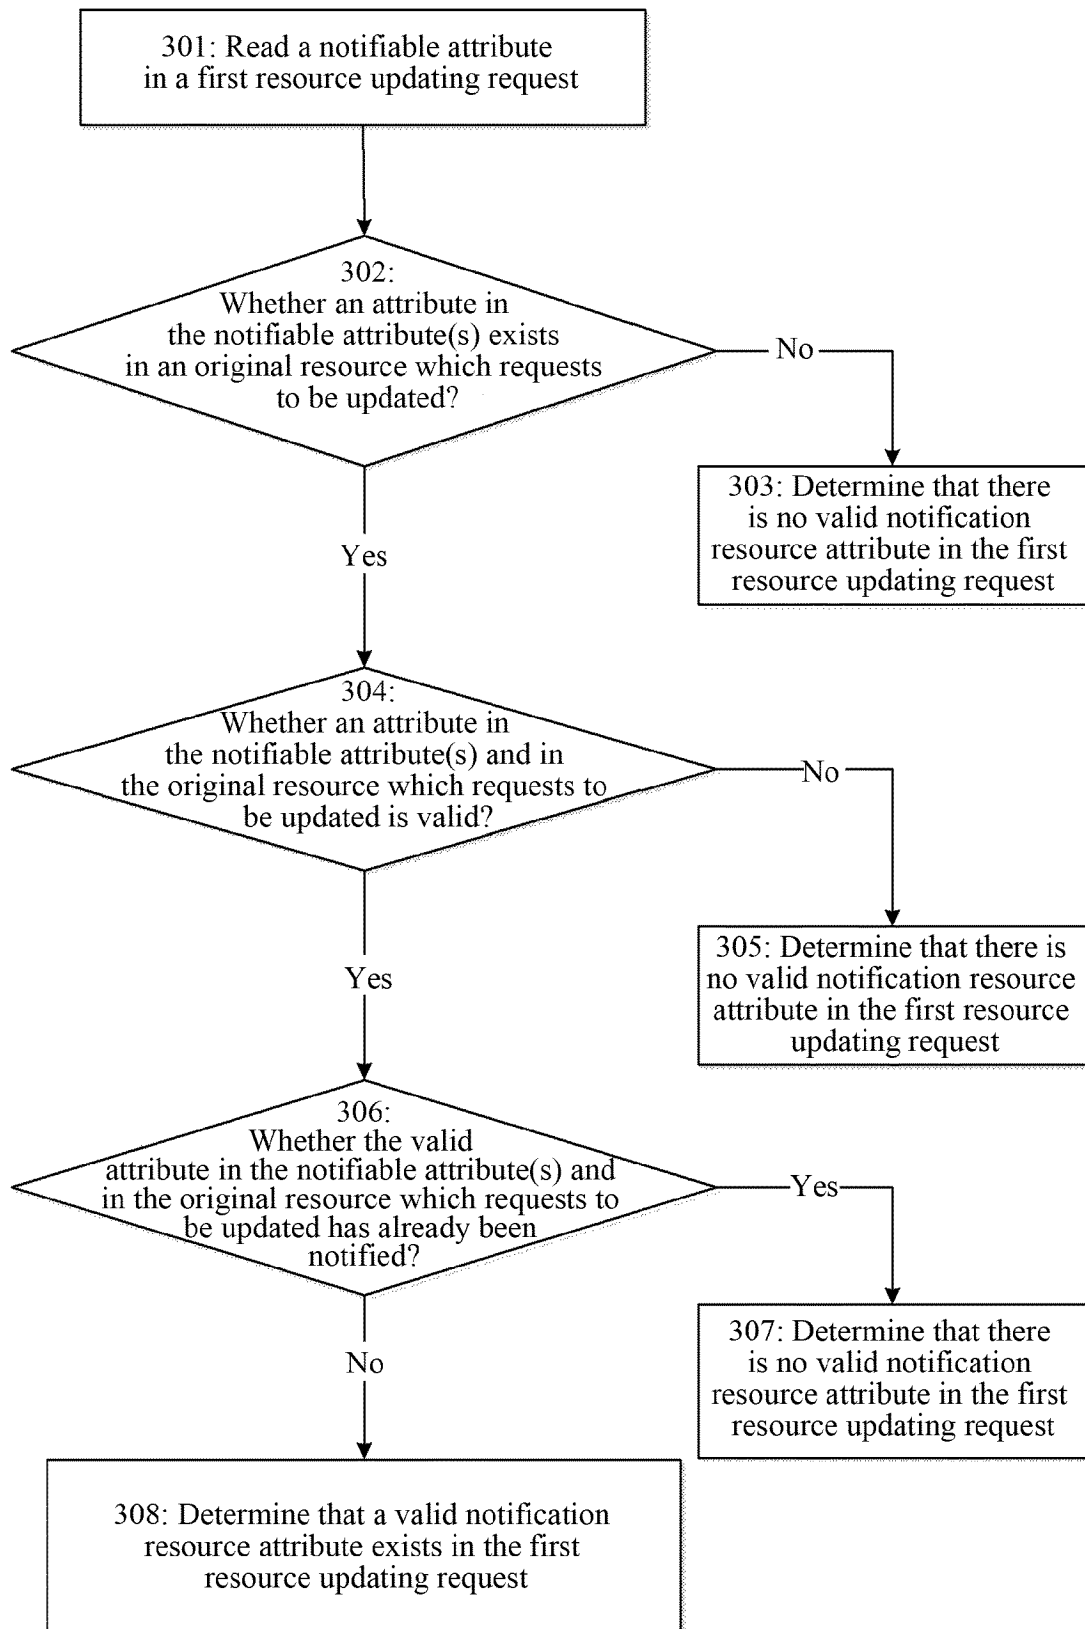 301: Read a notifiable attribute
in a first resource updating request
302:
Whether an attribute in
the notifiable attribute(s) exists
in an original resource which requests
to be updated?
No
303: Determine that there
is no valid notification
resource attribute in the first
resource updating request
Yes
304:
Whether an attribute in
the notifiable attribute(s) and in
the original resource which requests to
be updated is valid?
No
305: Determine that there is
no valid notification resource
attribute in the first resource
updating request
Yes
306:
Whether the valid
attribute in the notifiable attribute(s) and
in the original resource which requests to
be updated has already been
notified?
Yes
307: Determine that there
is no valid notification
resource attribute in the first
resource updating request
No
308: Determine that a valid notification
resource attribute exists in the first
resource updating request